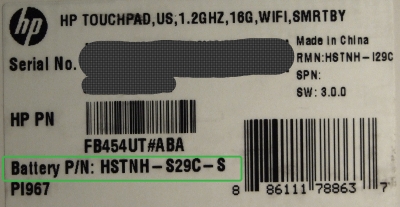 hp HP TOUCHPAD,US,1.2GHZ,16G,WIFI,SMRTBY
Made in China
Serial No. RMN:HSTNH-I29C
SPN:
SW: 3.0.0
HP PN
FB454UT#ABA
Battery P/N: HSTNH-S29C-S
PI967
8 86111 78863 7